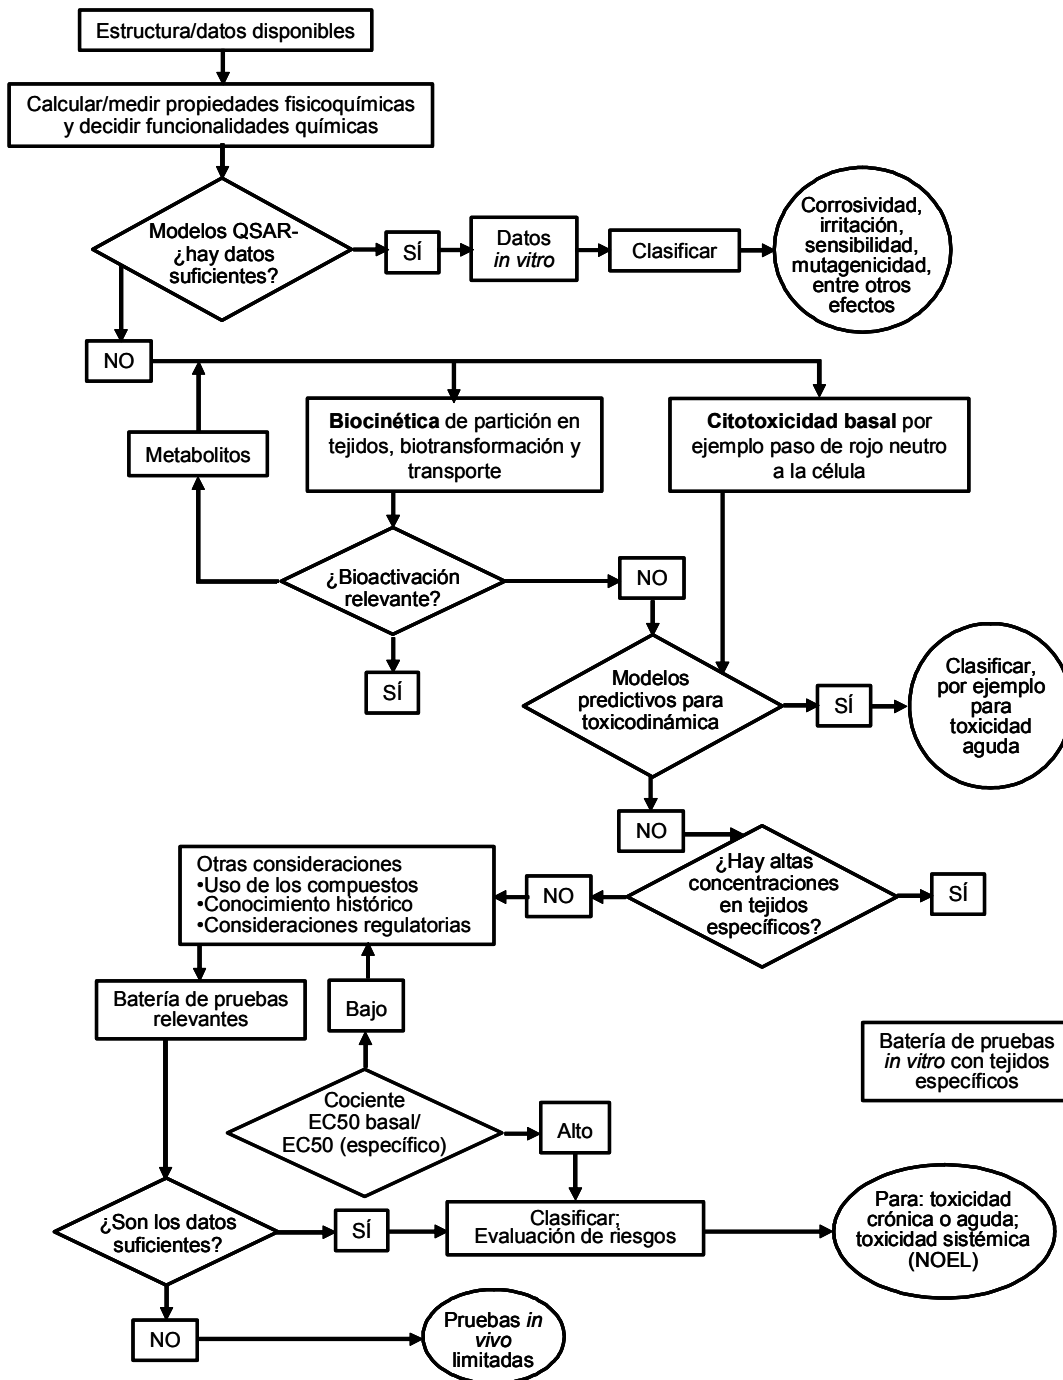 Estructura/datos disponibles
Calcular/medir propiedades fisicoquímicas
y decidir funcionalidades químicas
Modelos QSAR-
¿hay datos
suficientes?
SÍ
Datos
in vitro
Clasificar
Corrosividad,
irritación,
sensibilidad,
mutagenicidad,
entre otros
efectos
NO
Metabolitos
Biocinética de partición en
tejidos, biotransformación y
transporte
Citotoxicidad basal por
ejemplo paso de rojo neutro
a la célula
¿Bioactivación
relevante?
NO
SÍ
Modelos
predictivos para
toxicodinámica
SÍ
Clasificar,
por ejemplo
para
toxicidad
aguda
NO
¿Hay altas
concentraciones
en tejidos
específicos?
SÍ
NO
Otras consideraciones
•Uso de los compuestos
•Conocimiento histórico
•Consideraciones regulatorias
Batería de pruebas
relevantes
Bajo
Batería de pruebas
in vitro con tejidos
específicos
Cociente
EC50 basal/
EC50 (específico)
Alto
¿Son los datos
suficientes?
SÍ
Clasificar;
Evaluación de riesgos
Para: toxicidad
crónica o aguda;
toxicidad sistémica
(NOEL)
NO
Pruebas in
vivo
limitadas